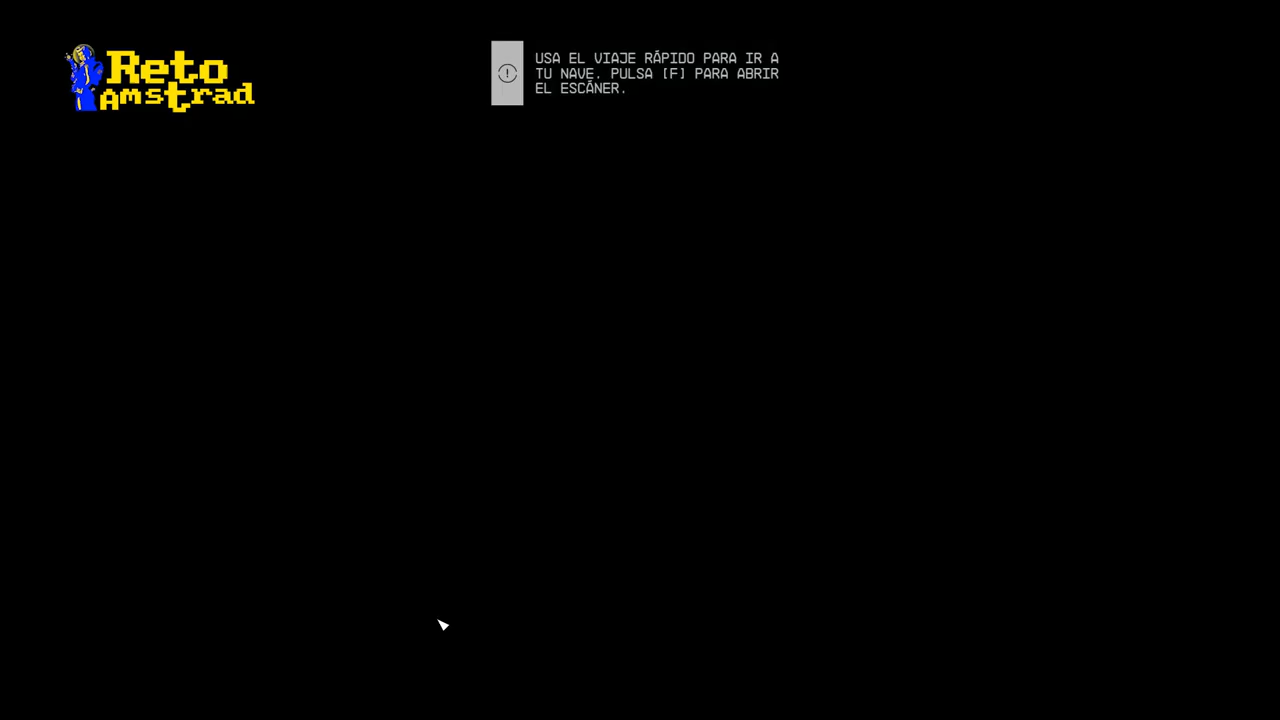 Reto
Amstrad
USA EL VIAJE RÁPIDO PARA IR A
TU NAVE. PULSA [F] PARA ABRIR
EL ESCÁNER.